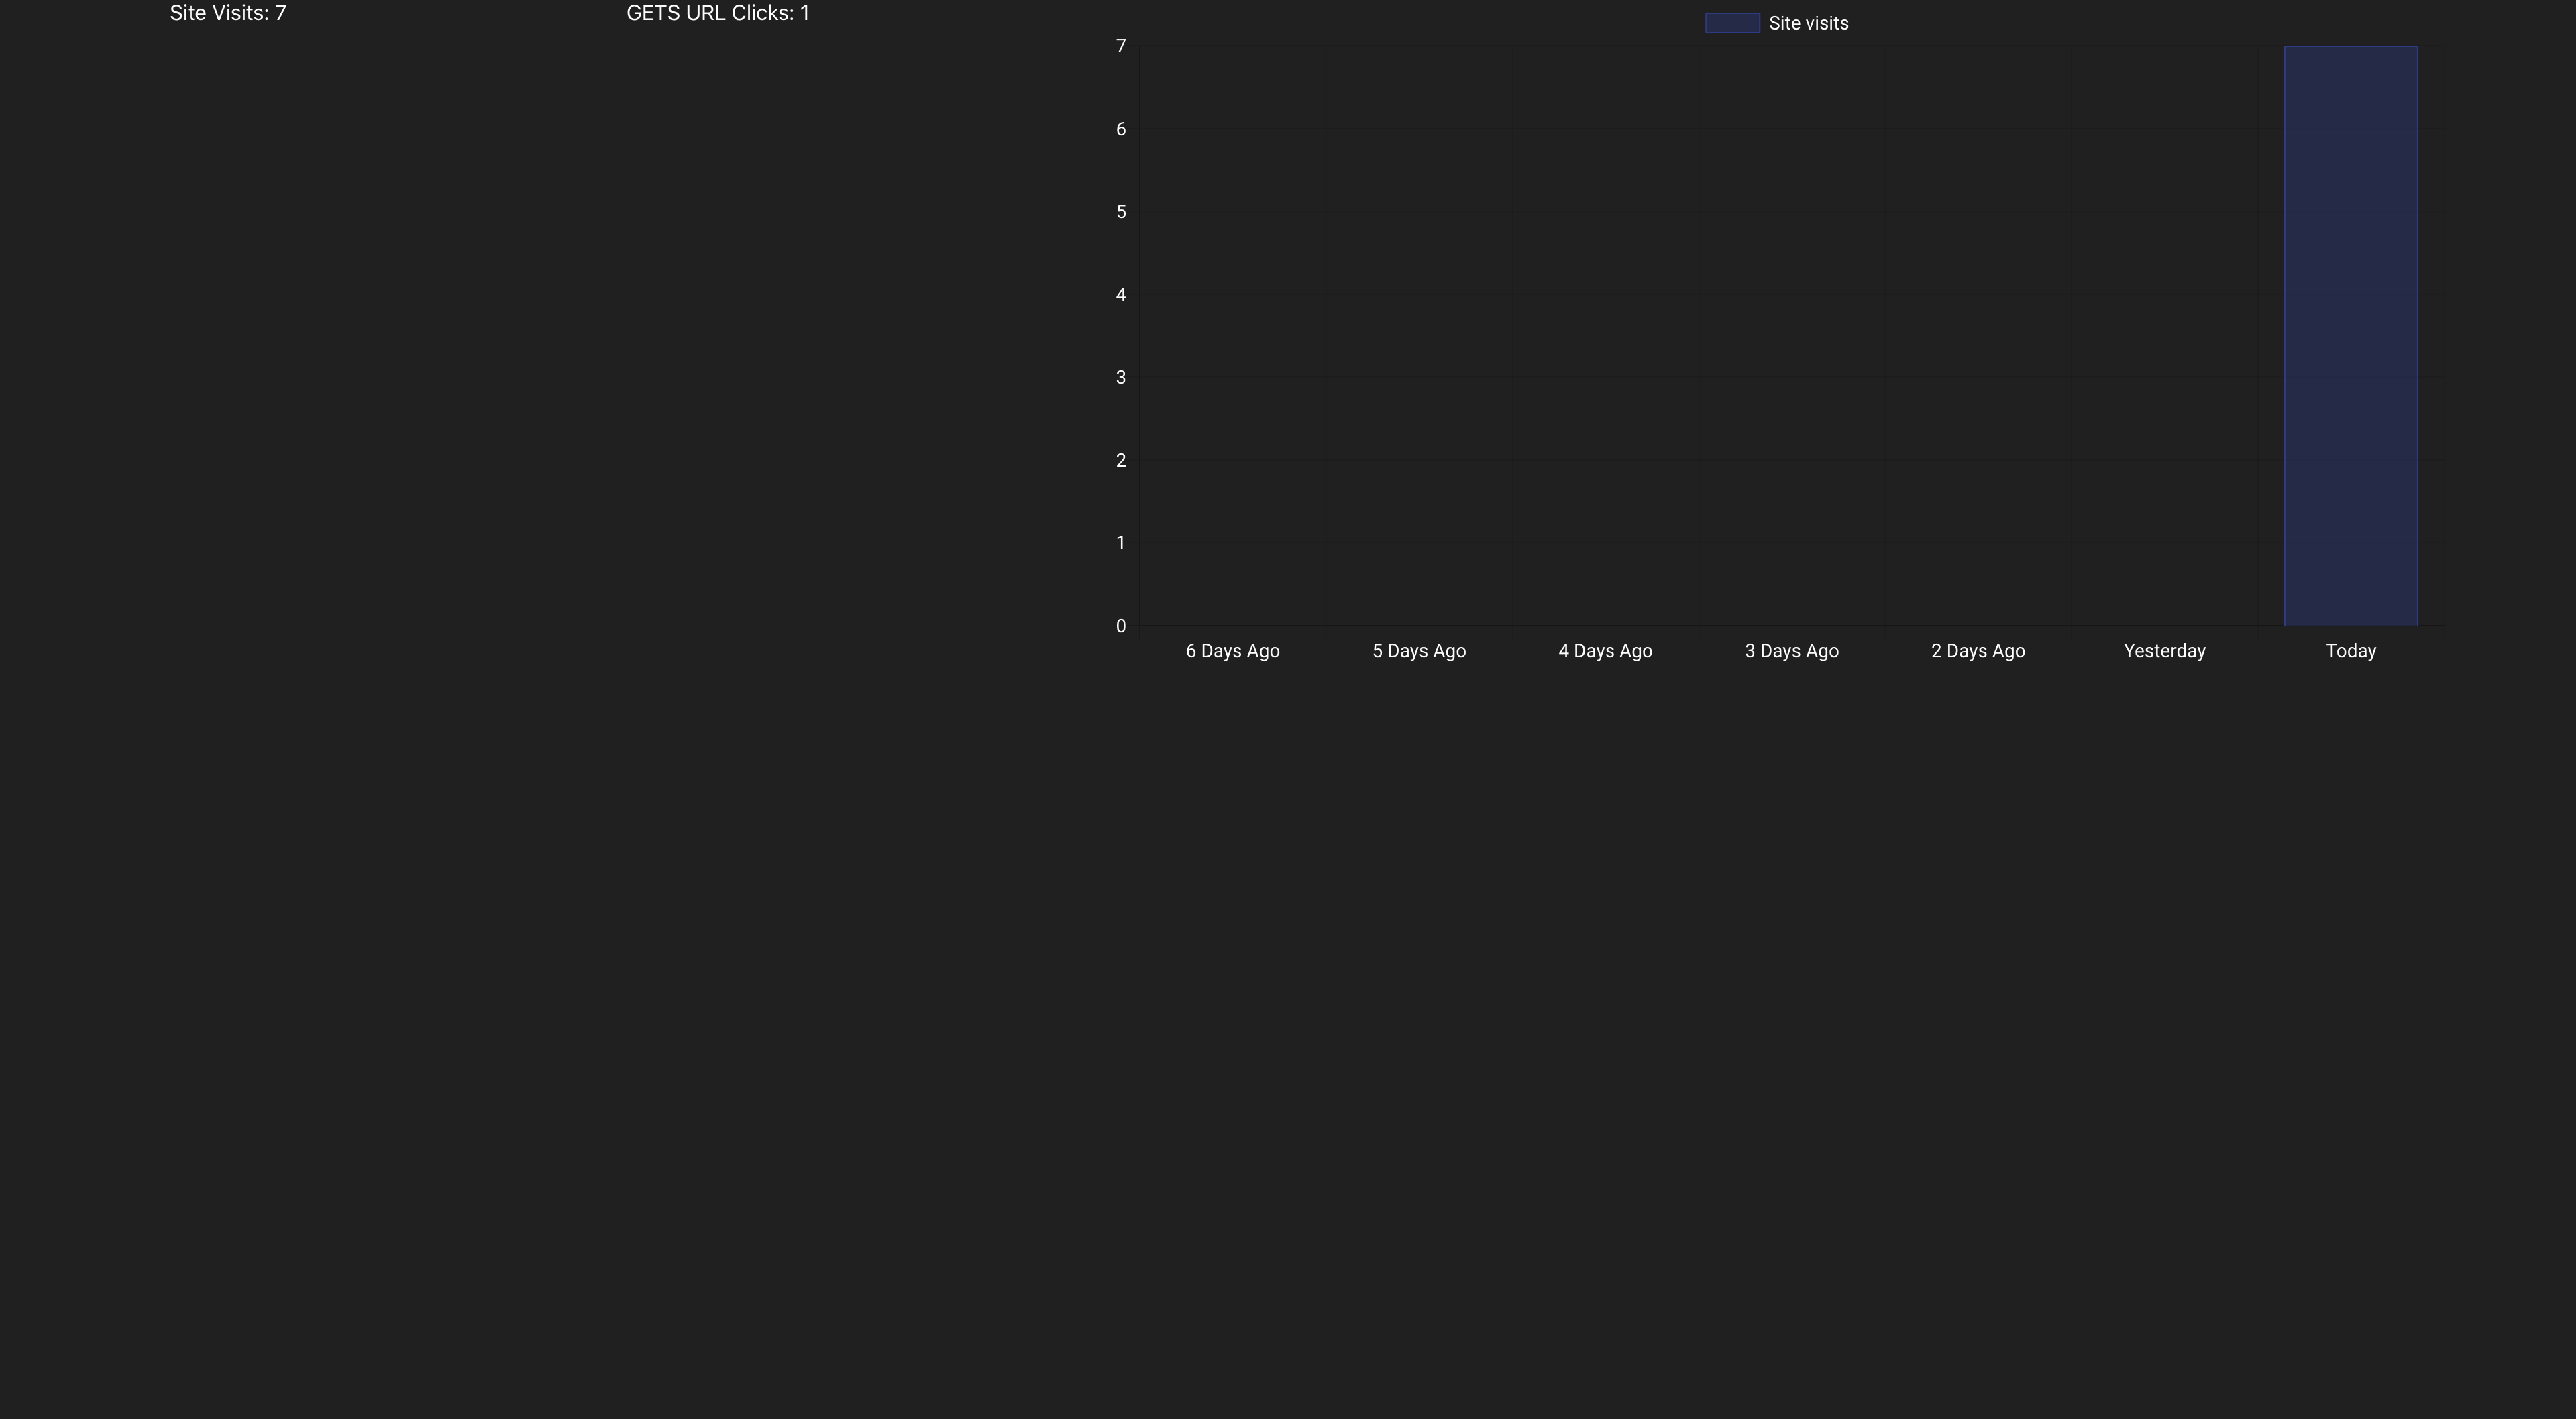 Site Visits: 7
GETS URL Clicks: 1
Site visits
7
6
5
4
3
2
1
0
6 Days Ago
5 Days Ago
4 Days Ago
3 Days Ago
2 Days Ago
Yesterday
Today